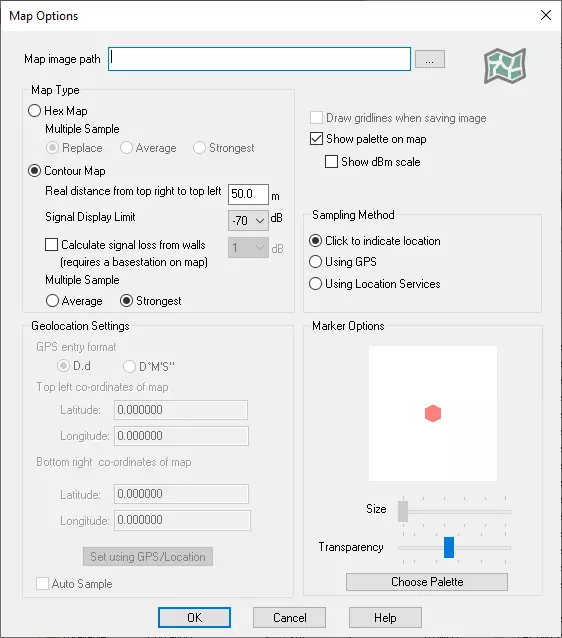 Map Options
Map image path
...
Map Type
Hex Map
Multiple Sample
Replace Average Strongest
Contour Map
Real distance from top right to top left 50.0 m
Signal Display Limit -70 dB
Calculate signal loss from walls 1 dB
(requires a basestation on map)
Multiple Sample
Average Strongest
Draw gridlines when saving image
Show palette on map
Show dBm scale
Sampling Method
Click to indicate location
Using GPS
Using Location Services
Geolocation Settings
GPS entry format
D.d D°M'S"
Top left co-ordinates of map
Latitude: 0.000000
Longitude: 0.000000
Bottom right co-ordinates of map
Latitude: 0.000000
Longitude: 0.000000
Set using GPS/Location
Auto Sample
Marker Options
Size
Transparency
Choose Palette
OK Cancel Help